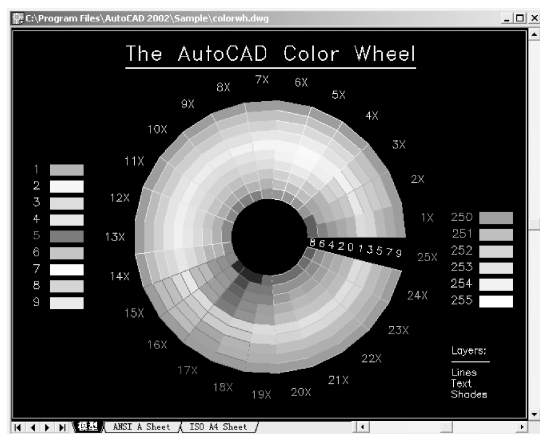 C:\Program Files\AutoCAD 2002\Sample\colorwh.dwg
The AutoCAD Color Wheel
7X
8X
6X
9X
5X
10X
4X
11X
3X
12X
2X
13X
1X
14X
25X
15X
24X
16X
23X
17X
22X
18X
21X
19X
20X
8 6 4 2 0 1 3 5 7 9
1
2
3
4
5
6
7
8
9
250
251
252
253
254
255
Layers:
Lines
Text
Shades
模型
ANSI A Sheet
ISO A4 Sheet